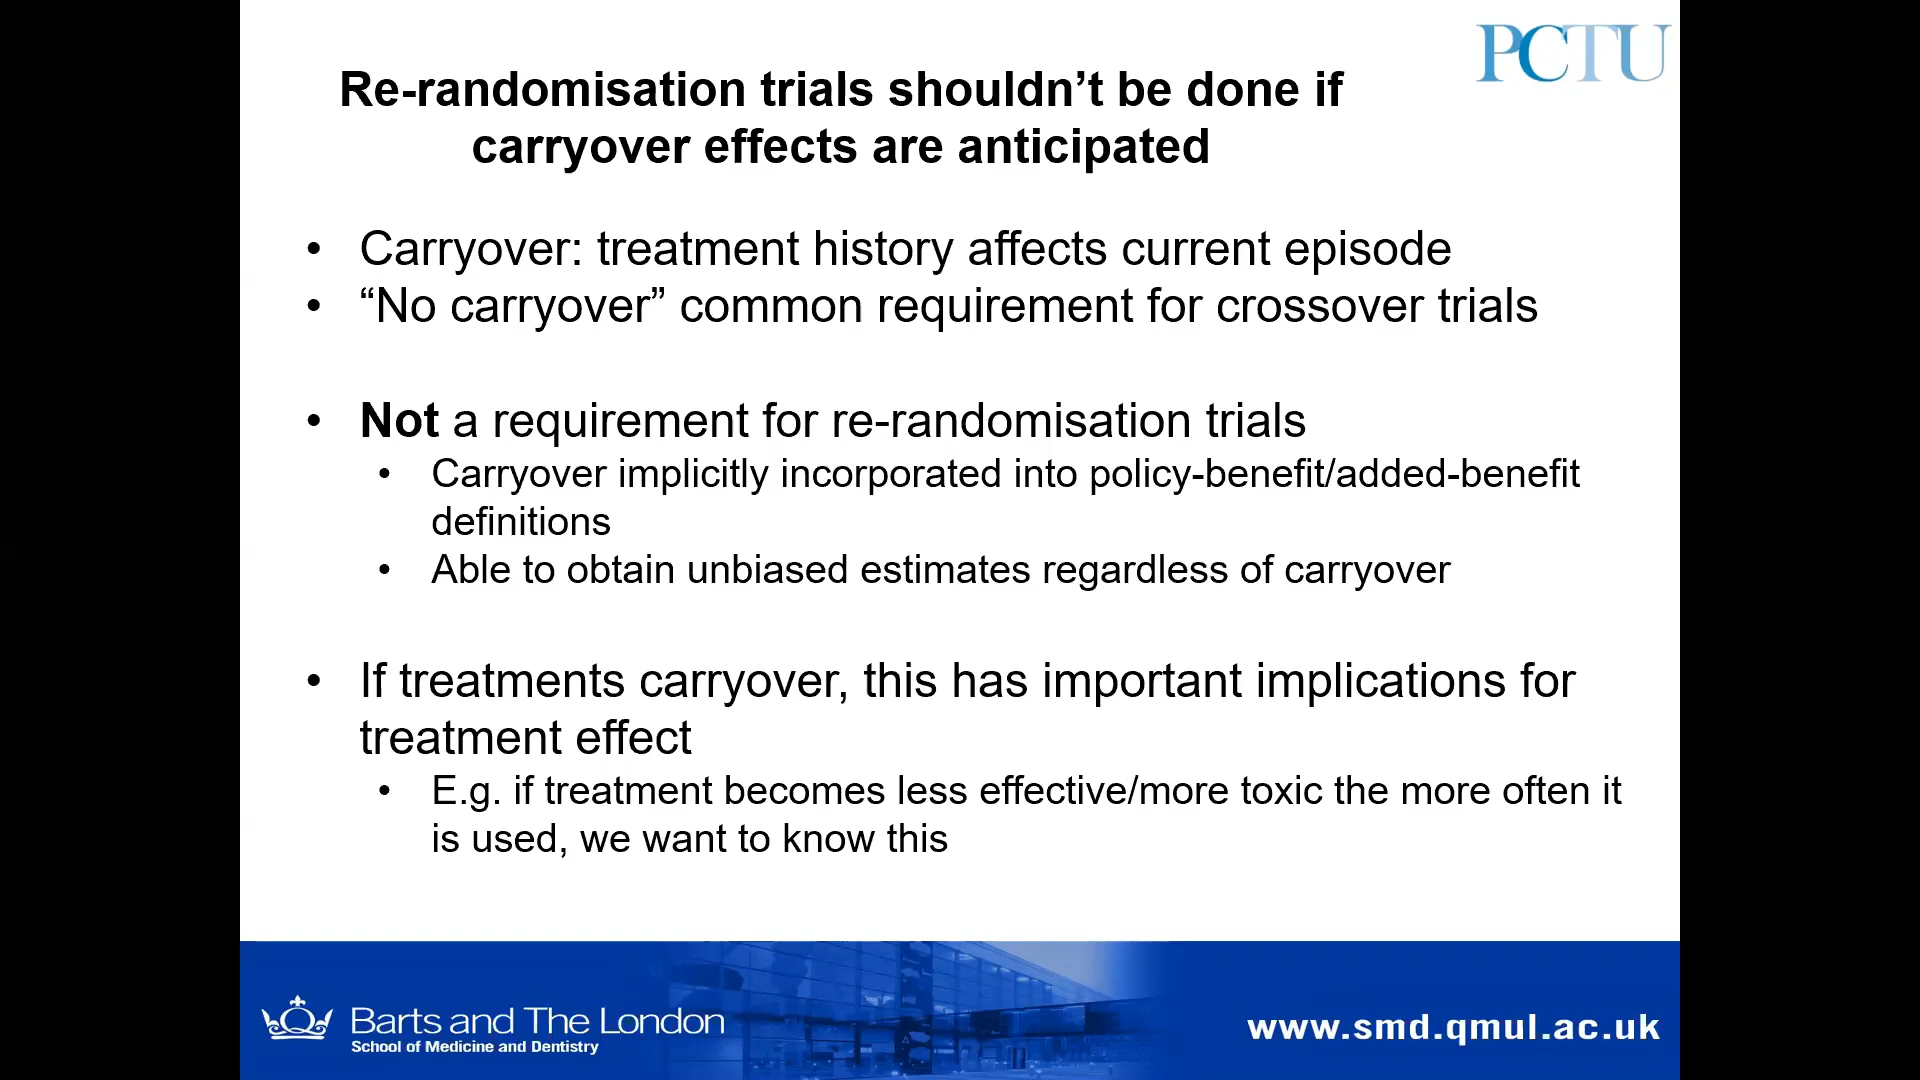 PCTU
Re-randomisation trials shouldn’t be done if
carryover effects are anticipated
• Carryover: treatment history affects current episode
• “No carryover” common requirement for crossover trials
• Not a requirement for re-randomisation trials
• Carryover implicitly incorporated into policy-benefit/added-benefit
definitions
• Able to obtain unbiased estimates regardless of carryover
• If treatments carryover, this has important implications for
treatment effect
• E.g. if treatment becomes less effective/more toxic the more often it
is used, we want to know this
Barts and The London
School of Medicine and Dentistry
www.smd.qmul.ac.uk